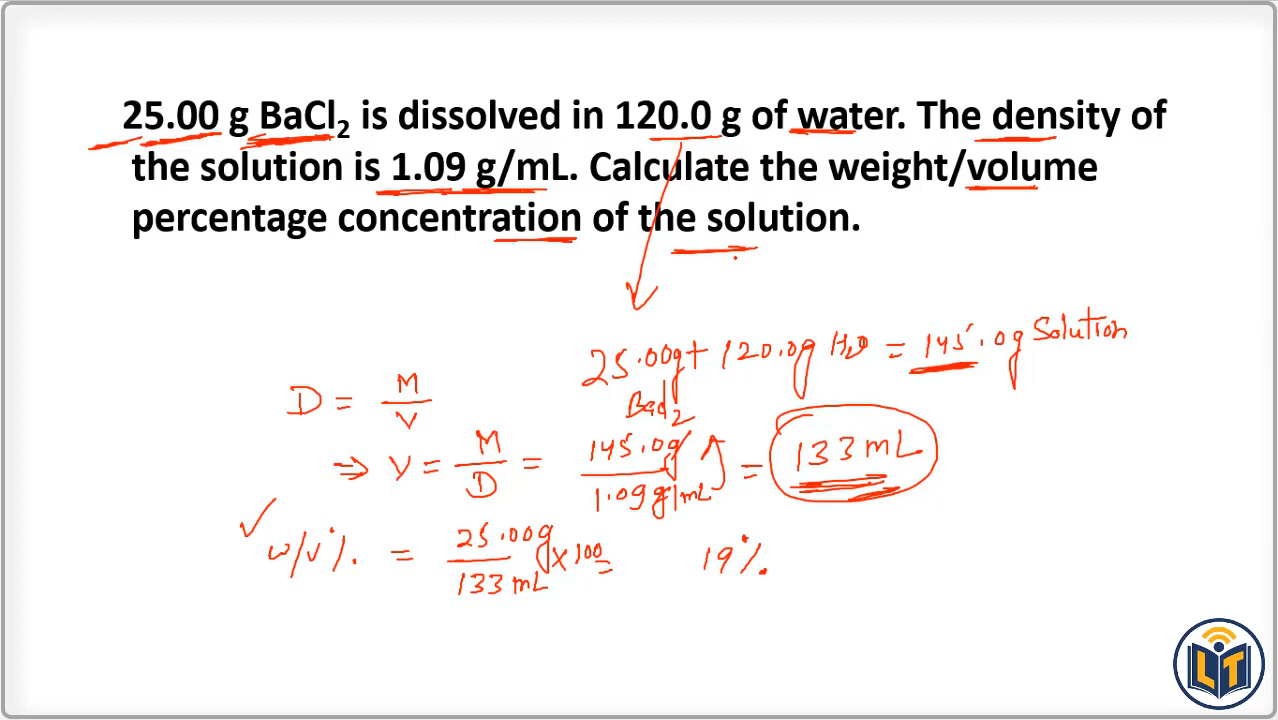 25.00 g BaCl₂ is dissolved in 120.0 g of water. The density of
the solution is 1.09 g/mL. Calculate the weight/volume
percentage concentration of the solution.
25.00g + 120.0g H₂O = 145.0g Solution
BaCl₂
D = M/V
⇒ V = M/D = 145.0g / 1.09 g/mL = 133 mL
✓ w/v% = 25.00g / 133 mL × 100 = 19%
LT